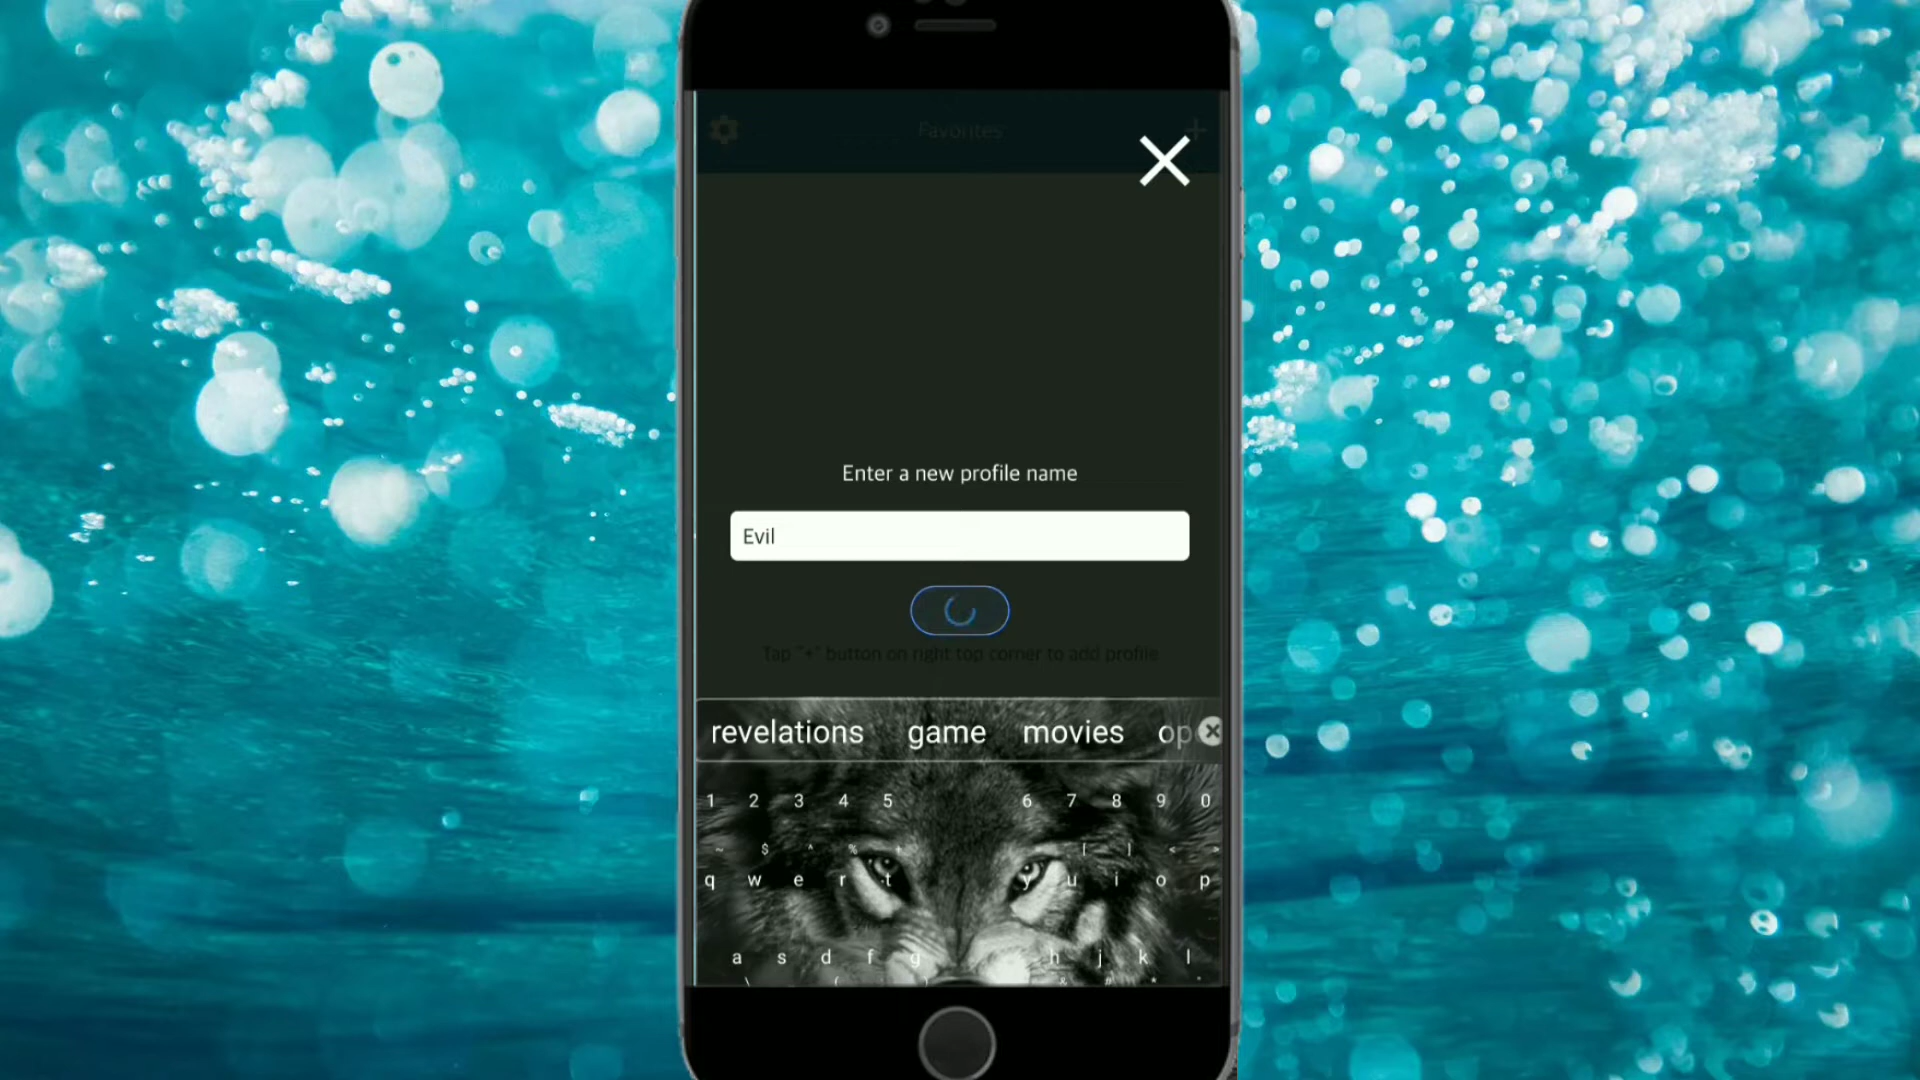 Favorites +
Enter a new profile name
Evil
Tap "+" button on right top corner to add profile
revelations game movies op
1 2 3 4 5 6 7 8 9 0
~ $ ^ % + [ ] < >
q w e r t y u i o p
a s d f g h j k l
\ ( ) & # * "